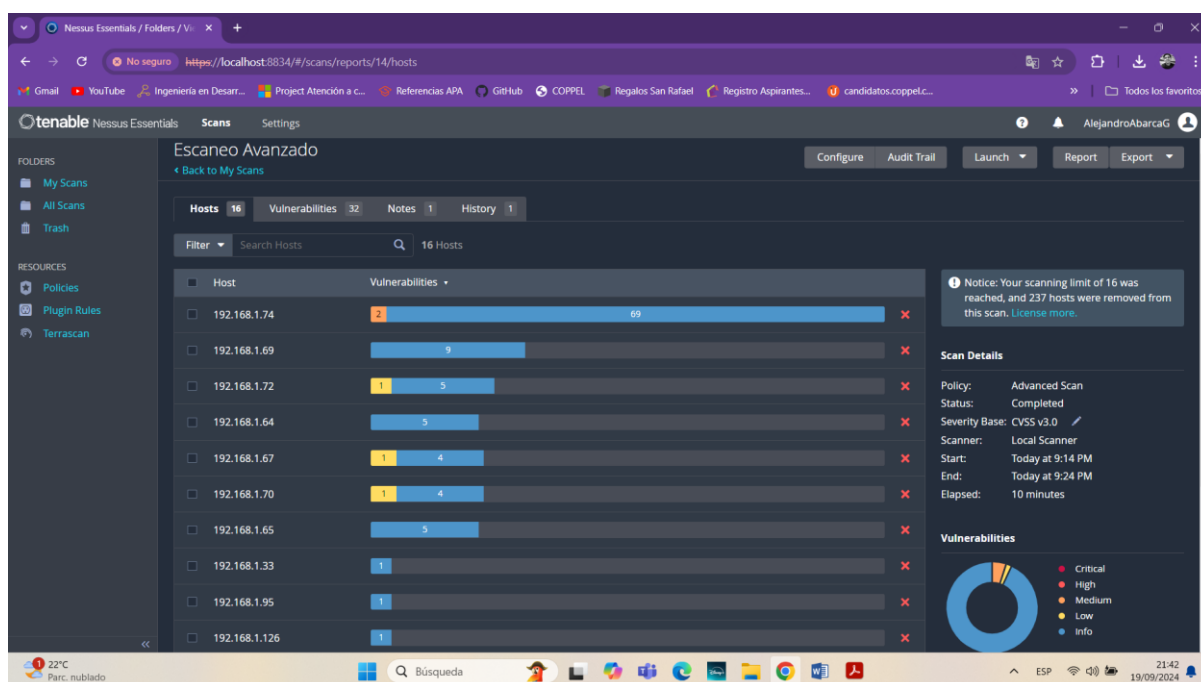 Nessus Essentials / Folders / Vi
No seguro https://localhost:8834/#/scans/reports/14/hosts
Gmail YouTube Ingeniería en Desarr... Project Atención a c... Referencias APA GitHub COPPEL Regalos San Rafael Registro Aspirantes... candidatos.coppel.c... » Todos los favoritos
tenable Nessus Essentials Scans Settings AlejandroAbarcaG
FOLDERS
My Scans
All Scans
Trash
RESOURCES
Policies
Plugin Rules
Terrascan
Escaneo Avanzado
Back to My Scans
Configure Audit Trail Launch Report Export
Hosts 16 Vulnerabilities 32 Notes 1 History 1
Filter Search Hosts 16 Hosts
Host Vulnerabilities
192.168.1.74 2 69
192.168.1.69 9
192.168.1.72 1 5
192.168.1.64 5
192.168.1.67 1 4
192.168.1.70 1 4
192.168.1.65 5
192.168.1.33 1
192.168.1.95 1
192.168.1.126 1
Notice: Your scanning limit of 16 was
reached, and 237 hosts were removed from
this scan. License more.
Scan Details
Policy: Advanced Scan
Status: Completed
Severity Base: CVSS v3.0
Scanner: Local Scanner
Start: Today at 9:14 PM
End: Today at 9:24 PM
Elapsed: 10 minutes
Vulnerabilities
Critical
High
Medium
Low
Info
1 22°C
Parc. nublado
Búsqueda
ESP
21:42
19/09/2024